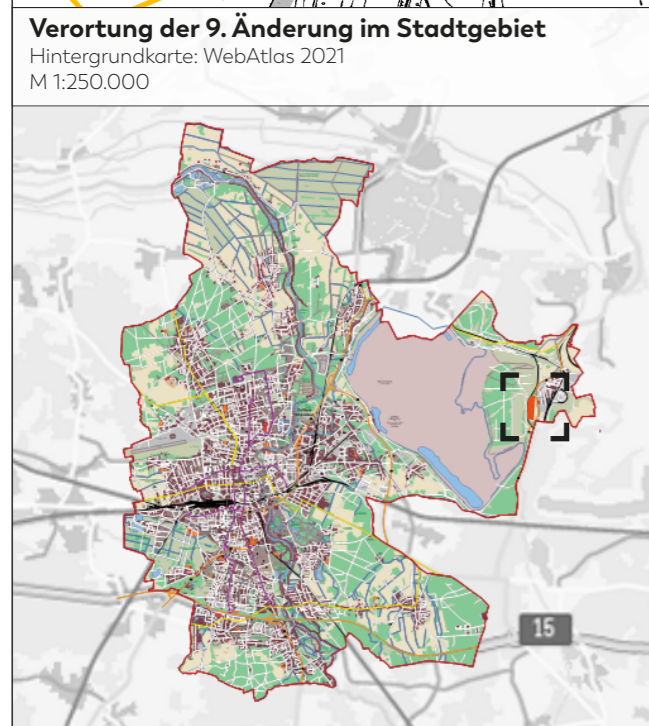 Verortung der 9. Änderung im Stadtgebiet
Hintergrundkarte: WebAtlas 2021
M 1:250.000
15